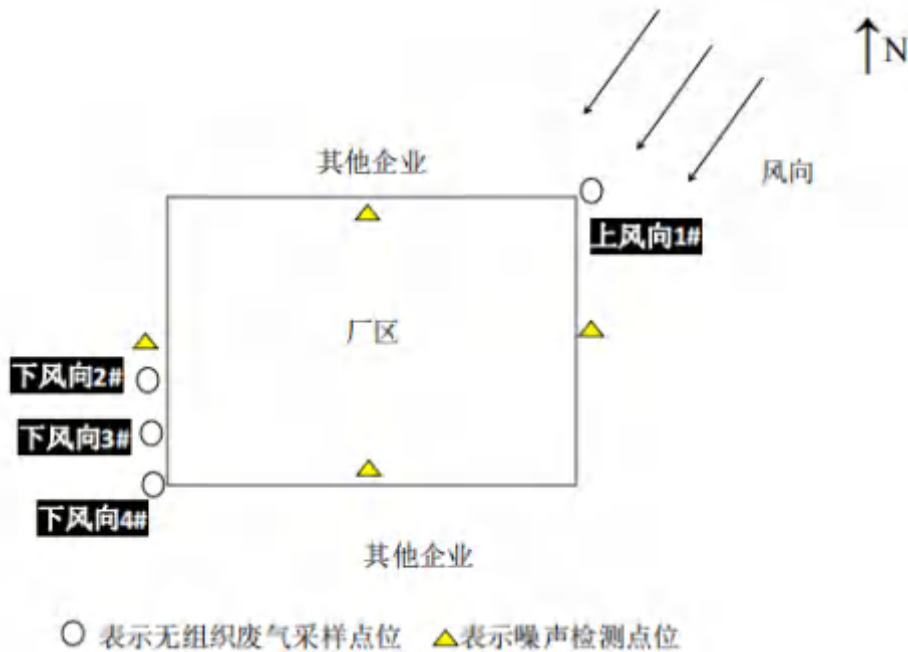 N
其他企业
风向
上风向1#
厂区
下风向2#
下风向3#
下风向4#
其他企业
表示无组织废气采样点位 表示噪声检测点位